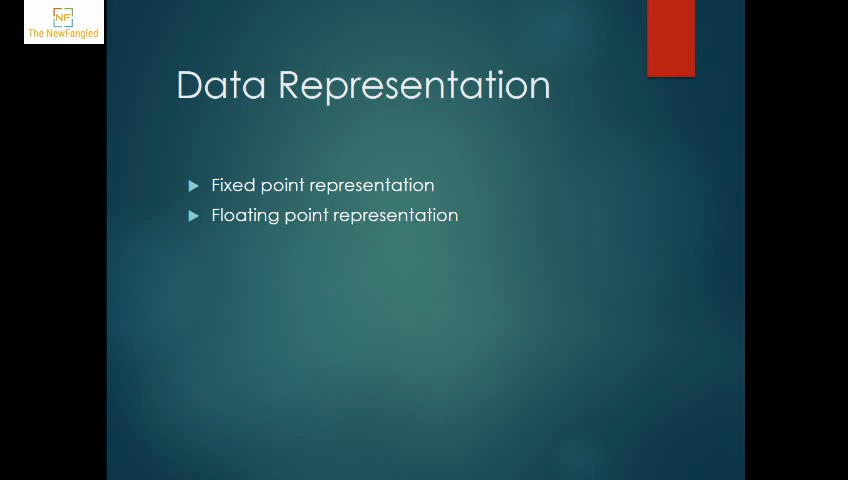 NF
The NewFangled
Data Representation
Fixed point representation
Floating point representation